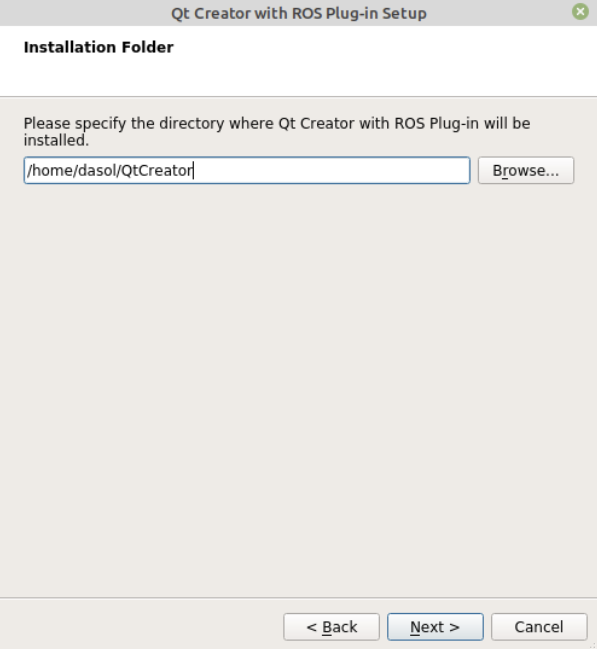 Qt Creator with ROS Plug-in Setup
Installation Folder
Please specify the directory where Qt Creator with ROS Plug-in will be
installed.
/home/dasol/QtCreator
Browse...
< Back
Next >
Cancel